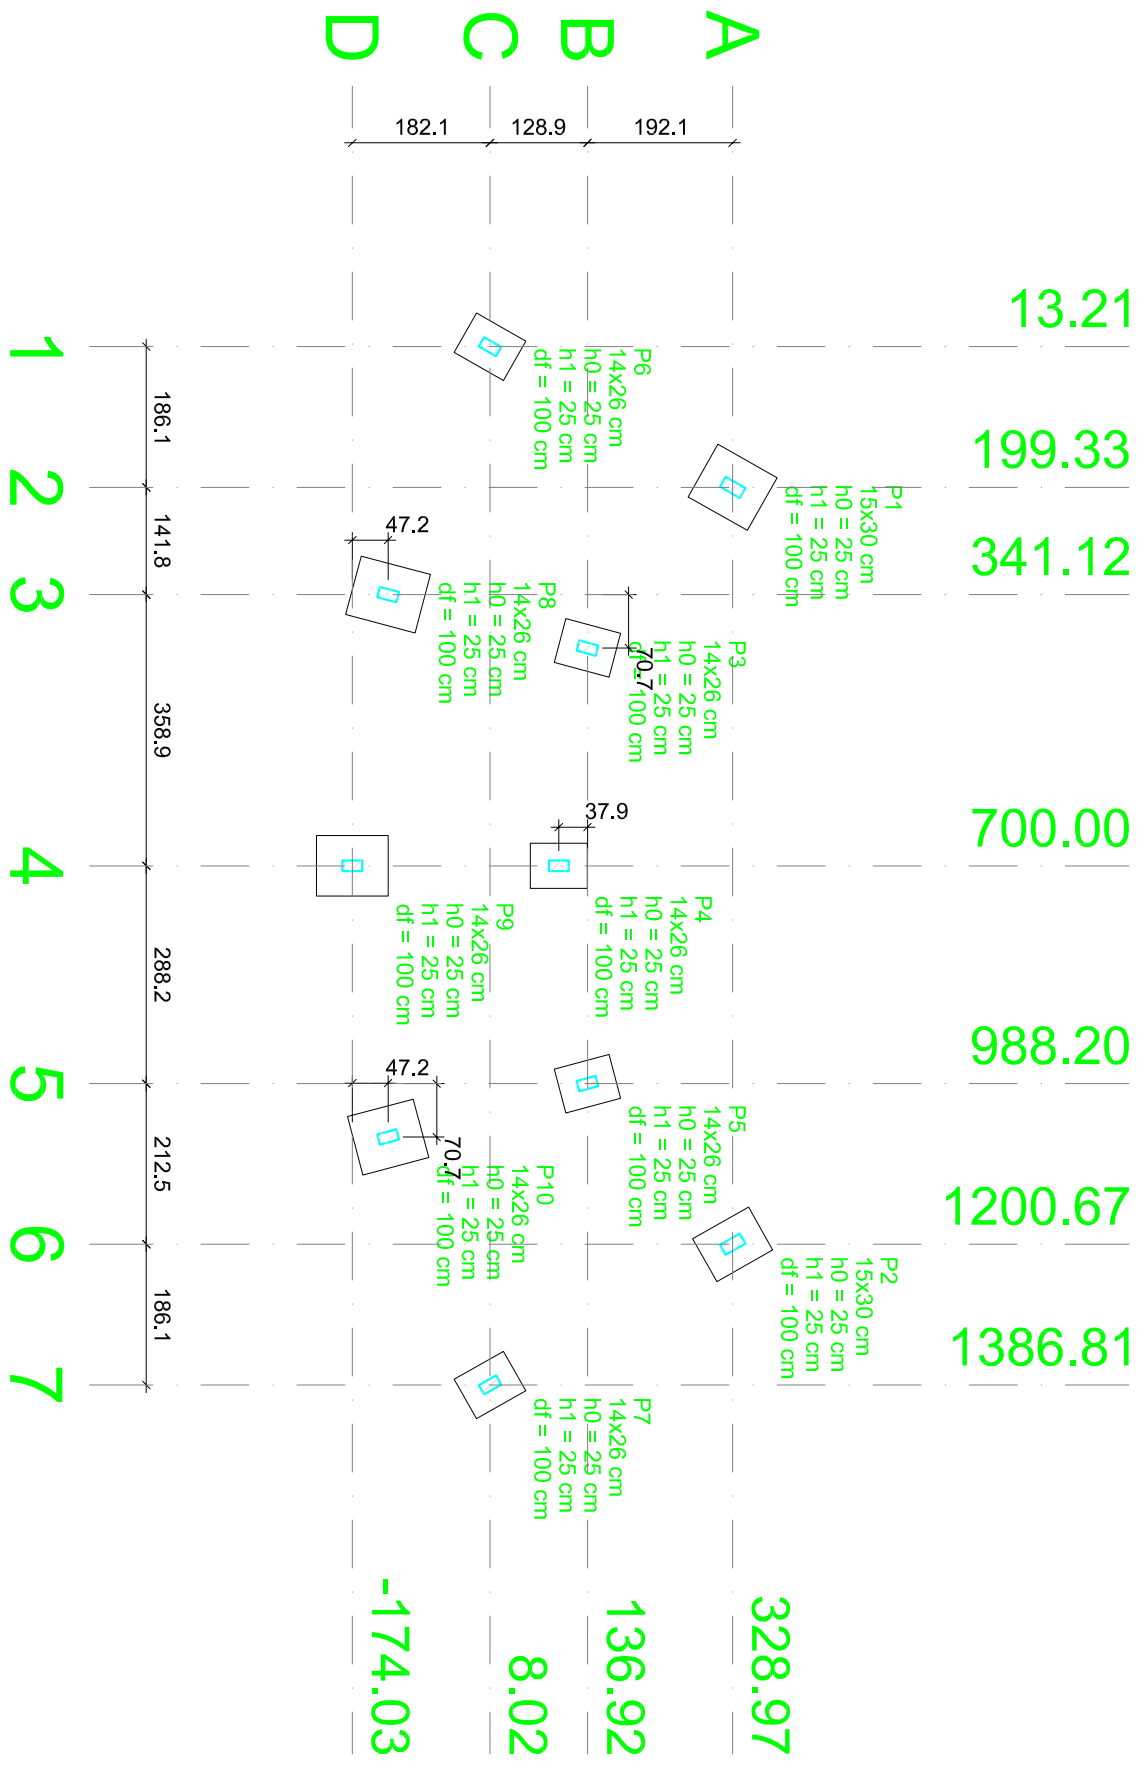 D
C
B
A
182.1
128.9
192.1
13.21
199.33
341.12
700.00
988.20
1200.67
1386.81
1
2
3
4
5
6
7
186.1
141.8
358.9
288.2
212.5
186.1
P6
14x26 cm
h0 = 25 cm
h1 = 25 cm
df = 100 cm
P1
15x30 cm
h0 = 25 cm
h1 = 25 cm
df = 100 cm
47.2
P8
14x26 cm
h0 = 25 cm
h1 = 25 cm
df = 100 cm
70.7
P3
14x26 cm
h0 = 25 cm
h1 = 25 cm
df = 100 cm
37.9
P9
14x26 cm
h0 = 25 cm
h1 = 25 cm
df = 100 cm
P4
14x26 cm
h0 = 25 cm
h1 = 25 cm
df = 100 cm
47.2
70.7
P10
14x26 cm
h0 = 25 cm
h1 = 25 cm
df = 100 cm
P5
14x26 cm
h0 = 25 cm
h1 = 25 cm
df = 100 cm
P2
15x30 cm
h0 = 25 cm
h1 = 25 cm
df = 100 cm
P7
14x26 cm
h0 = 25 cm
h1 = 25 cm
df = 100 cm
-174.03
8.02
136.92
328.97